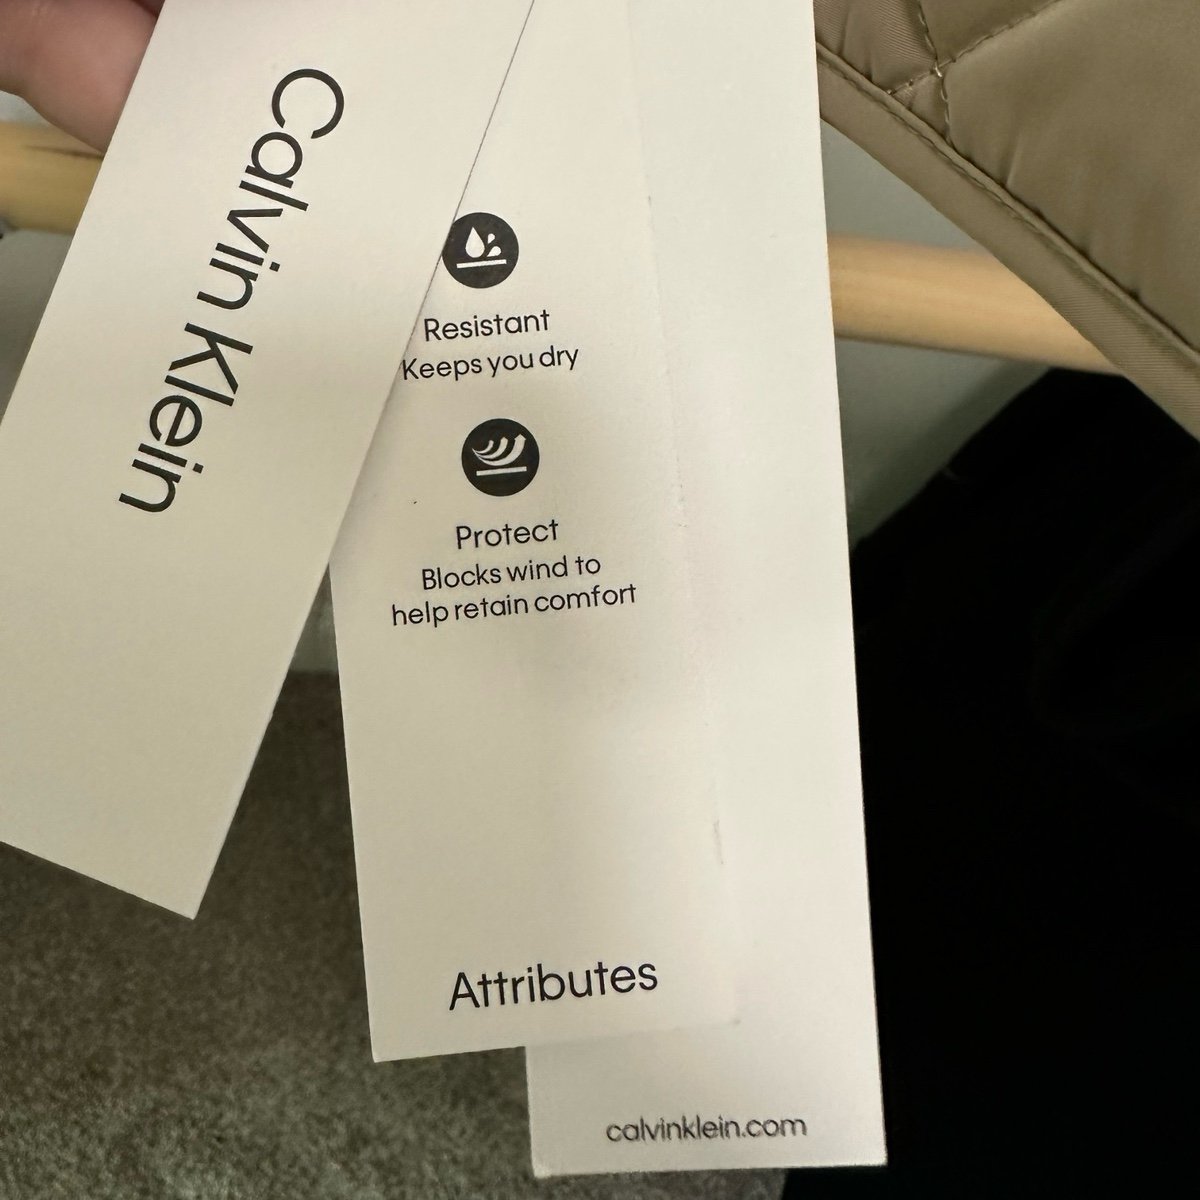 Calvin Klein
Resistant
Keeps you dry
Protect
Blocks wind to
help retain comfort
Attributes
calvinklein.com